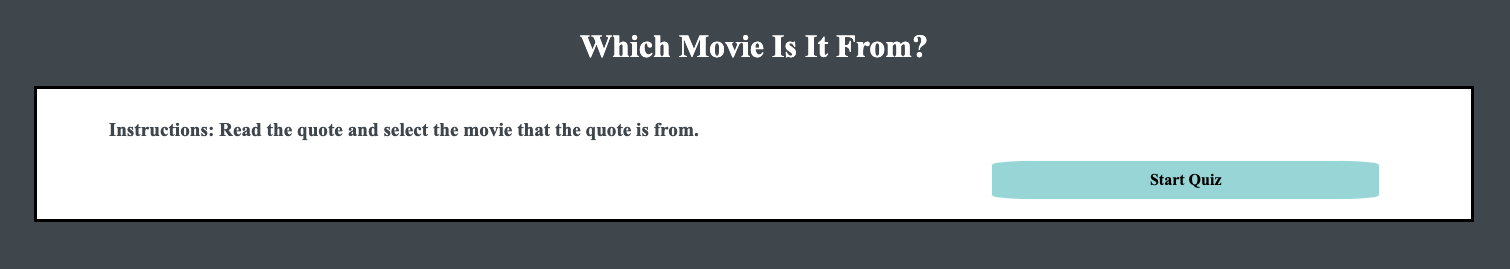 Which Movie Is It From?
Instructions: Read the quote and select the movie that the quote is from.
Start Quiz